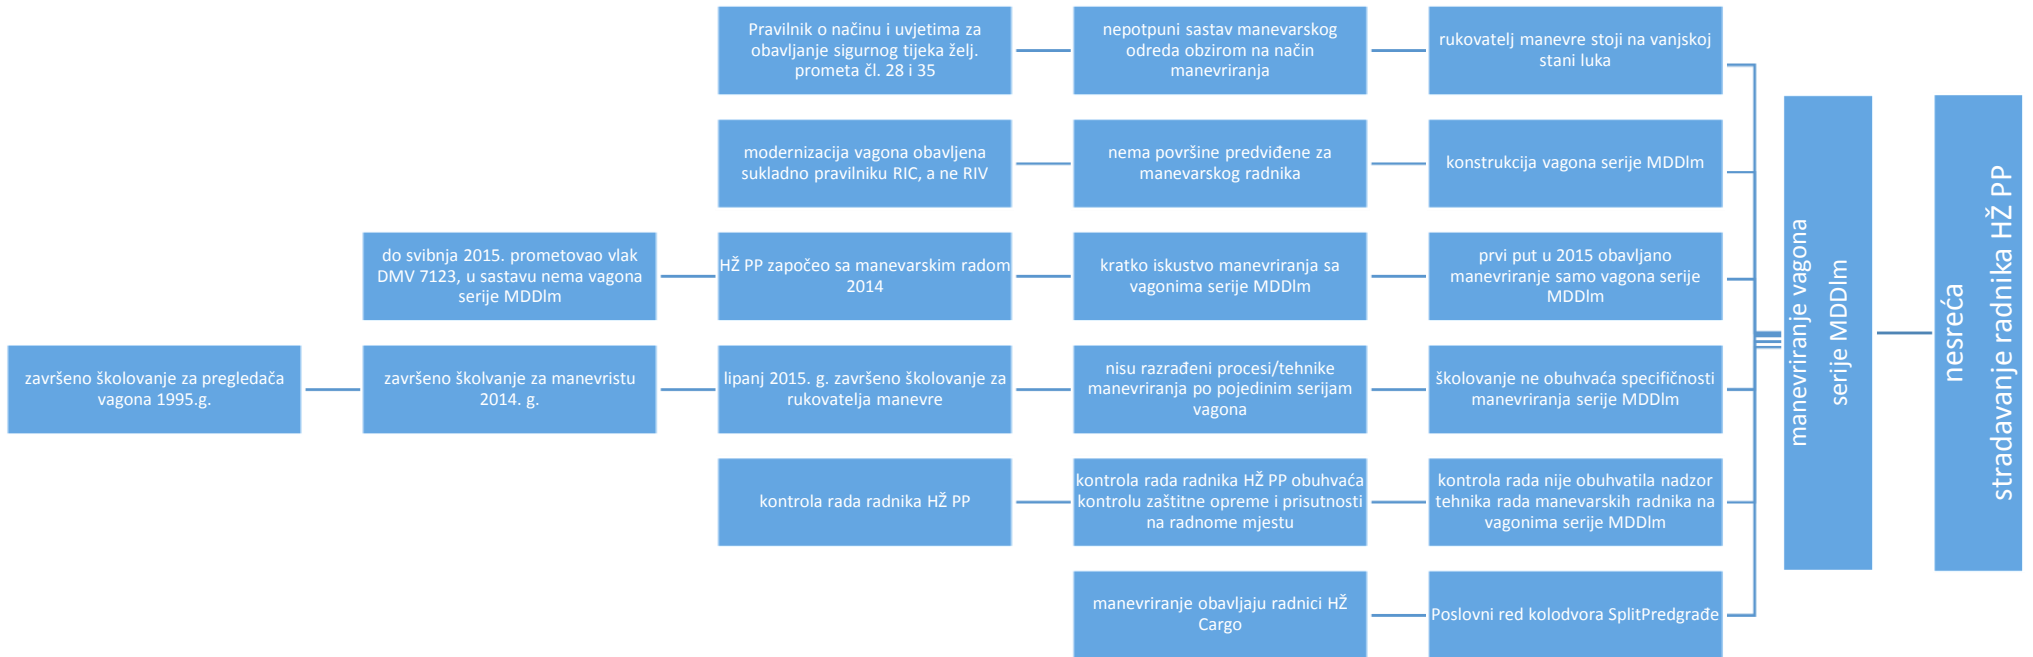 Pravilnik o načinu i uvjetima za
obavljanje sigurnog tijeka želj.
prometa čl. 28 i 35
nepotpuni sastav manevarskog
odreda obzirom na način
manevriranja
rukovatelj manevre stoji na vanjskoj
stani luka
modernizacija vagona obavljena
sukladno pravilniku RIC, a ne RIV
nema površine predviđene za
manevarskog radnika
konstrukcija vagona serije MDDlm
do svibnja 2015. prometovao vlak
DMV 7123, u sastavu nema vagona
serije MDDlm
HŽ PP započeo sa manevarskim radom
2014
kratko iskustvo manevriranja sa
vagonima serije MDDlm
prvi put u 2015 obavljano
manevriranje samo vagona serije
MDDlm
završeno školovanje za pregledača
vagona 1995.g.
završeno školvanje za manevristu
2014. g.
lipanj 2015. g. završeno školovanje za
rukovatelja manevre
nisu razrađeni procesi/tehnike
manevriranja po pojedinim serijam
vagona
školovanje ne obuhvaća specifičnosti
manevriranja serije MDDlm
kontrola rada radnika HŽ PP
kontrola rada radnika HŽ PP obuhvaća
kontrolu zaštitne opreme i prisutnosti
na radnome mjestu
kontrola rada nije obuhvatila nadzor
tehnika rada manevarskih radnika na
vagonima serije MDDlm
manevriranje obavljaju radnici HŽ
Cargo
Poslovni red kolodvora SplitPredgrađe
manevriranje vagona
serije MDDlm
nesreća
stradavanje radnika HŽ PP